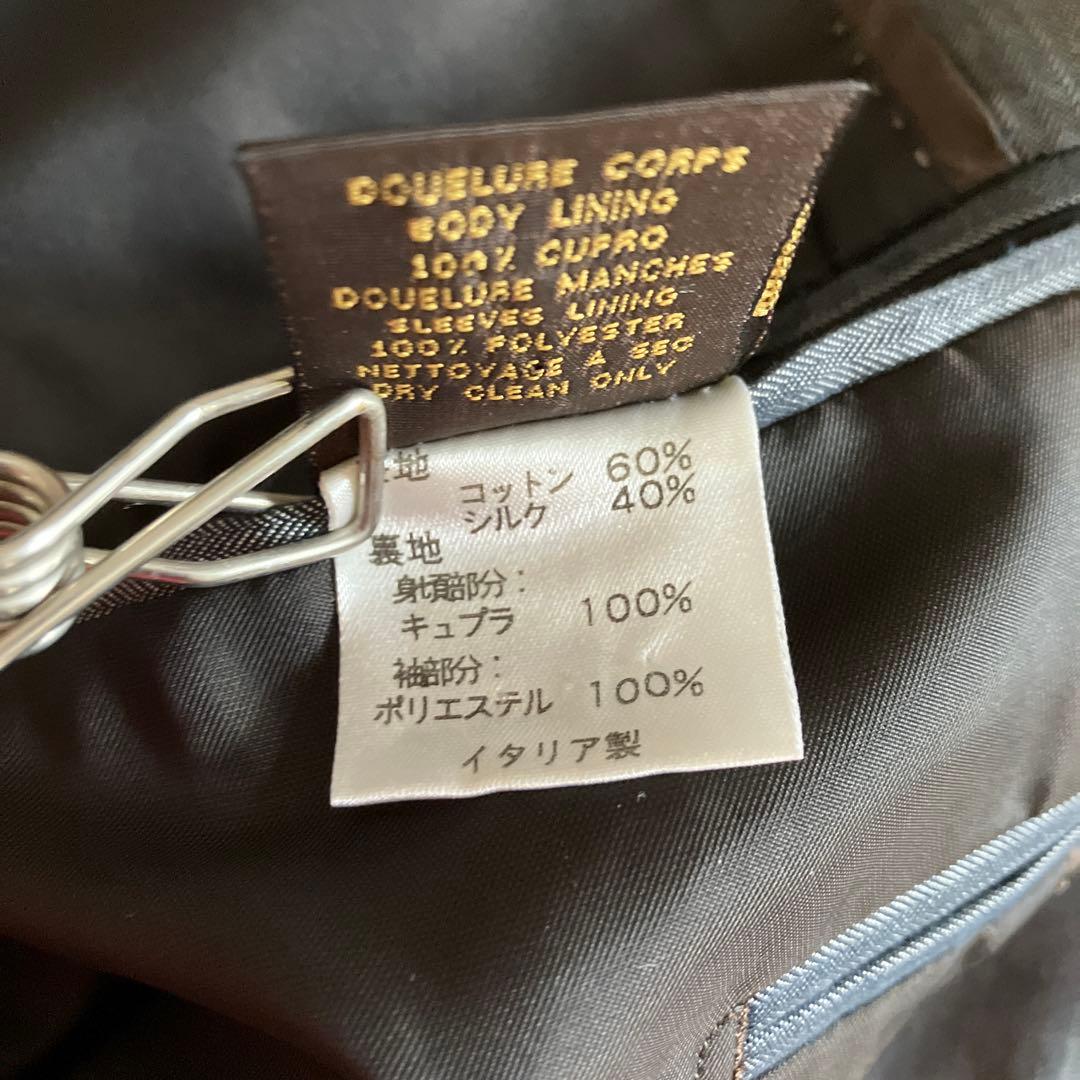 DOUBLURE CORPS
BODY LINING
100% CUPRO
DOUBLURE MANCHES
SLEEVES LINING
100% POLYESTER
NETTOYAGE A SEC
DRY CLEAN ONLY
地
コットン 60%
シルク 40%
裏地
身頃部分:
キュプラ 100%
袖部分:
ポリエステル 100%
イタリア製